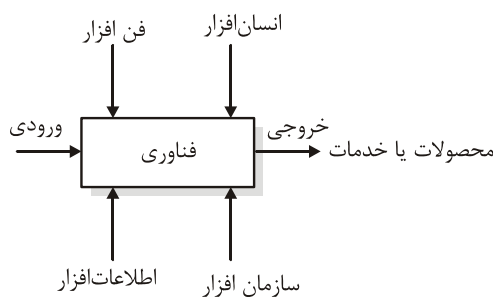 انسان‌افزار
فن افزار
خروجی
ورودی
فناوری
محصولات یا خدمات
سازمان افزار
اطلاعات‌افزار